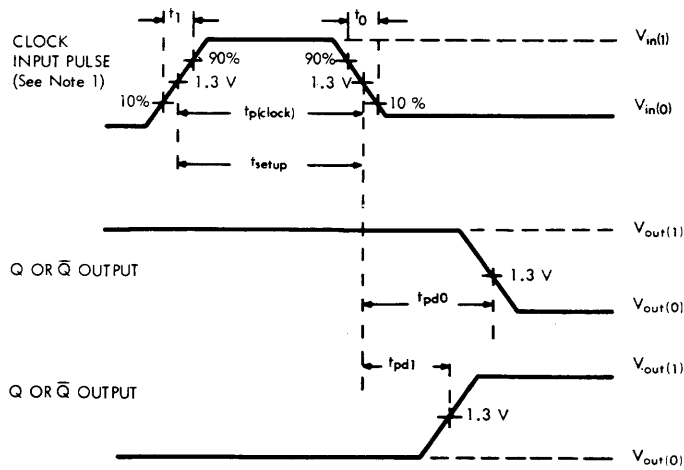 t1
t0
CLOCK
INPUT PULSE
(See Note 1)
90%
90%
Vin(1)
1.3 V
1.3 V
10%
10 %
Vin(0)
tp(clock)
tsetup
Vout(1)
Q OR Q̅ OUTPUT
1.3 V
tpd0
Vout(0)
tpd1
Vout(1)
Q OR Q̅ OUTPUT
1.3 V
Vout(0)